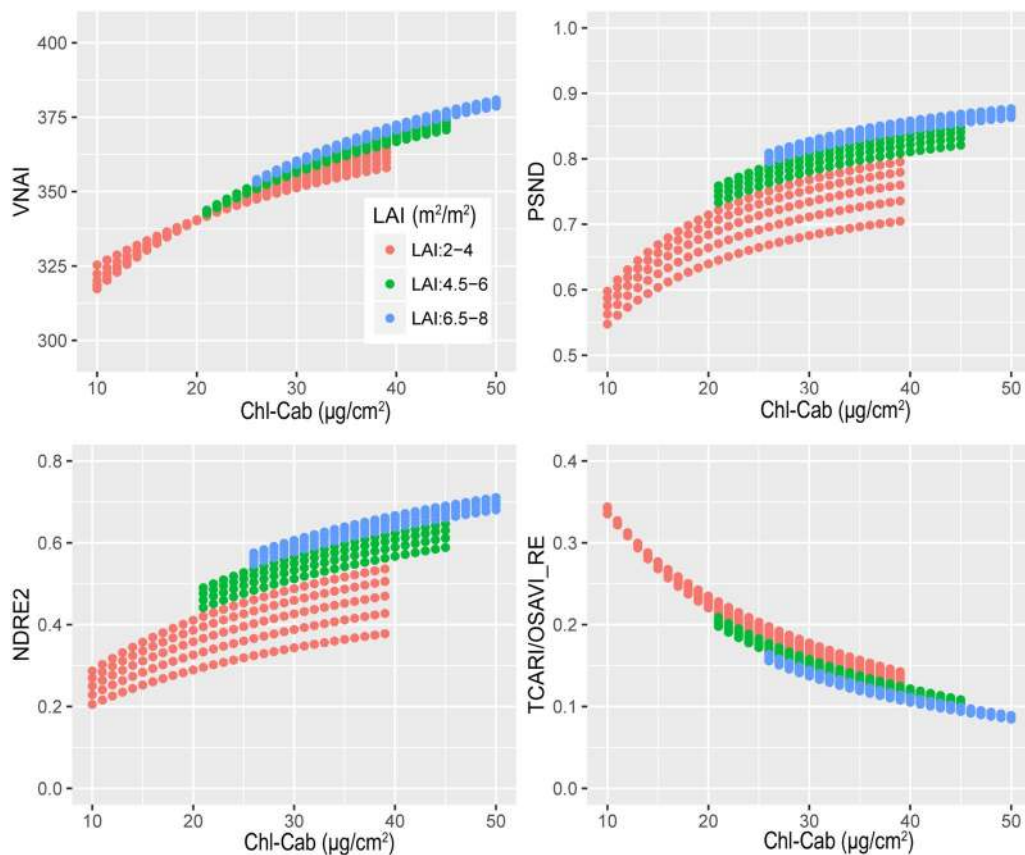 400
375
350
325
300
VNAI
LAI (m²/m²)
LAI:2−4
LAI:4.5−6
LAI:6.5−8
10 20 30 40 50
Chl-Cab (µg/cm²)
1.0
0.9
0.8
0.7
0.6
0.5
PSND
10 20 30 40 50
Chl-Cab (µg/cm²)
0.8
0.6
0.4
0.2
0.0
NDRE2
10 20 30 40 50
Chl-Cab (µg/cm²)
0.4
0.3
0.2
0.1
0.0
TCARI/OSAVI_RE
10 20 30 40 50
Chl-Cab (µg/cm²)